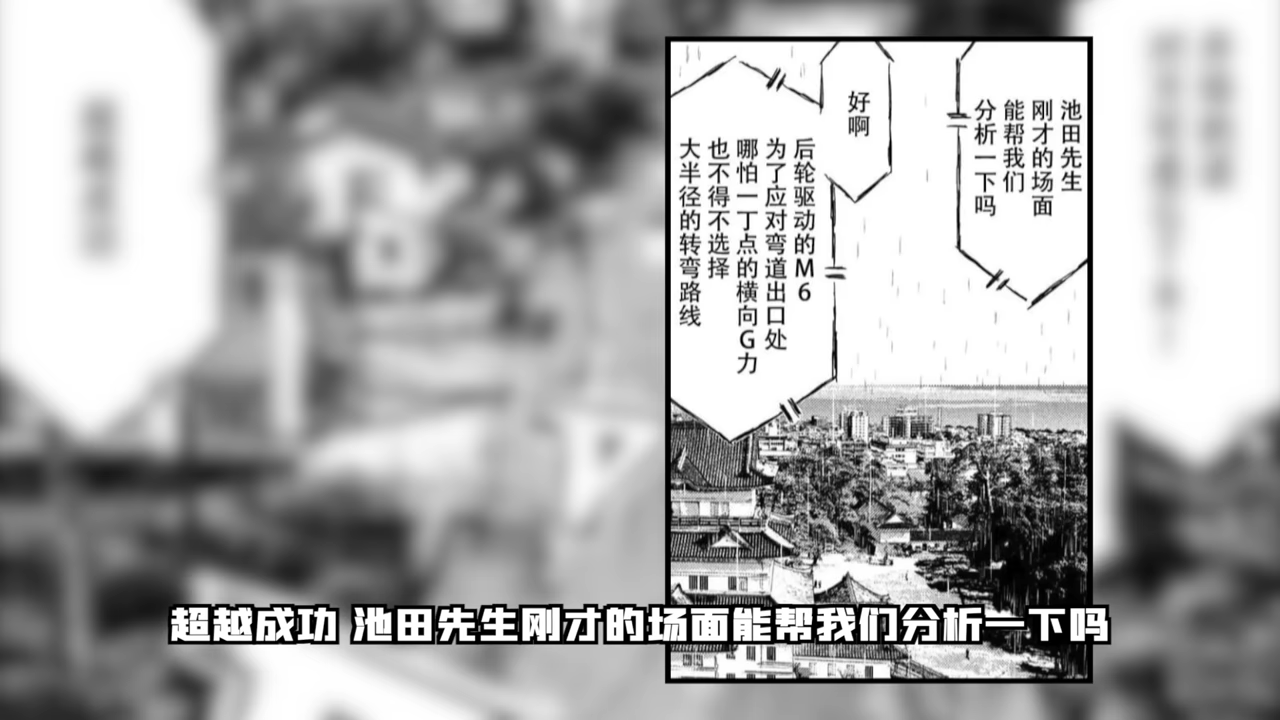 池田先生
刚才的场面
能帮我们
分析一下吗
好啊
后轮驱动的M6
为了应对弯道出口处
哪怕一丁点的横向G力
也不得不选择
大半径的转弯路线
超越成功 池田先生刚才的场面能帮我们分析一下吗